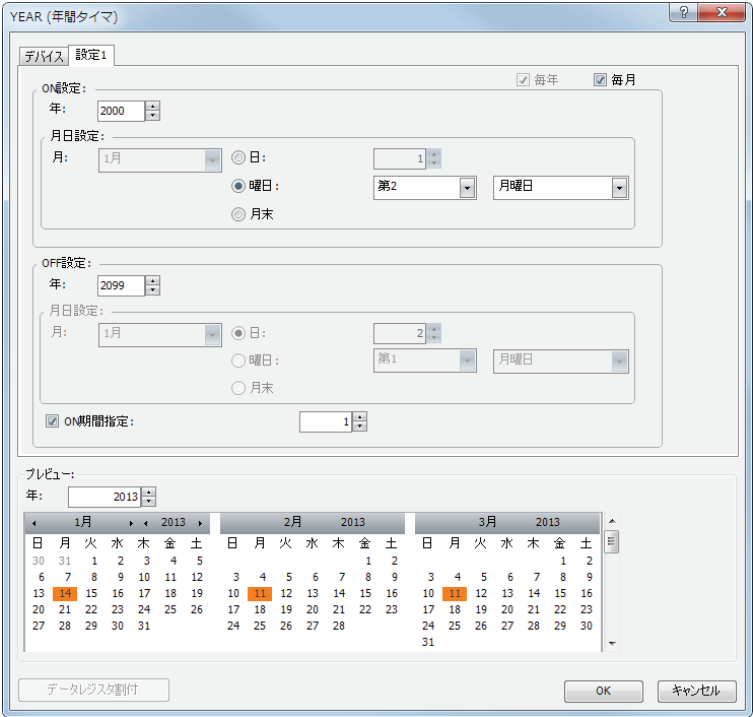 YEAR (年間タイマ)
デバイス 設定1
毎年 毎月
ON設定:
年: 2000
月日設定:
月: 1月 日: 1
曜日: 第2 月曜日
月末
OFF設定:
年: 2099
月日設定:
月: 1月 日: 2
曜日: 第1 月曜日
月末
ON期間指定: 1
プレビュー:
年: 2013
1月 2013 2月 2013 3月 2013
日 月 火 水 木 金 土 日 月 火 水 木 金 土 日 月 火 水 木 金 土
30 31 1 2 3 4 5 1 2 1 2
6 7 8 9 10 11 12 3 4 5 6 7 8 9 3 4 5 6 7 8 9
13 14 15 16 17 18 19 10 11 12 13 14 15 16 10 11 12 13 14 15 16
20 21 22 23 24 25 26 17 18 19 20 21 22 23 17 18 19 20 21 22 23
27 28 29 30 31 24 25 26 27 28 24 25 26 27 28 29 30
31
データレジスタ割付 OK キャンセル